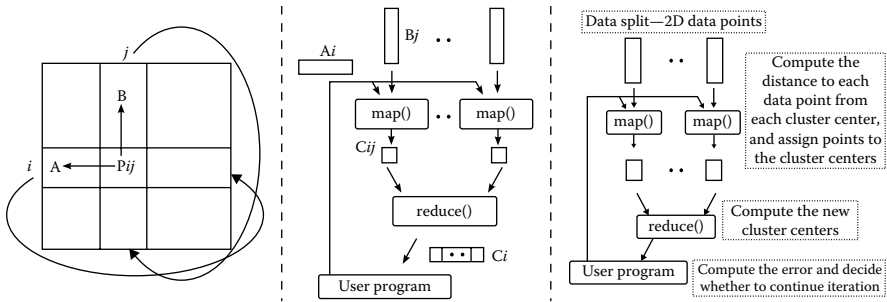 j
B
i
A
Pij
Bj
Ai
map()
map()
Cij
reduce()
Ci
User program
Data split—2D data points
Compute the
distance to each
data point from
each cluster center,
and assign points to
the cluster centers
map()
map()
reduce()
Compute the new
cluster centers
User program
Compute the error and decide
whether to continue iteration